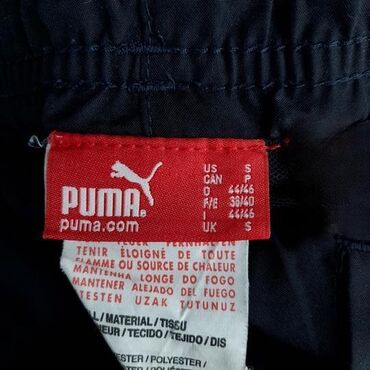 PUMA®
puma.com
US S
CAN P
D 44/46
F/E 38/40
I 44/46
UK S
FEUER FERNHALTEN
TENIR ÉLOIGNÉ DE TOUTE
FLAMME OU SOURCE DE CHALEUR
MANTENHA LONGE DO FOGO
MANTENER ALEJADO DEL FUEGO
TESTEN UZAK TUTUNUZ
/MATERIAL/TISSU
/TECIDO/TEJIDO/DIS
POLYESTER/